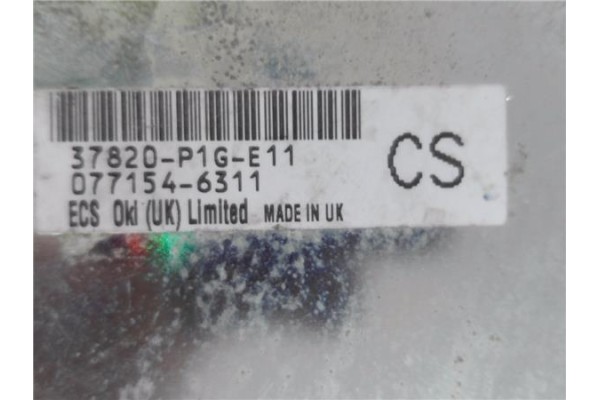 37820-P1G-E11
077154-6311
ECS Oki (UK) Limited MADE IN UK
CS